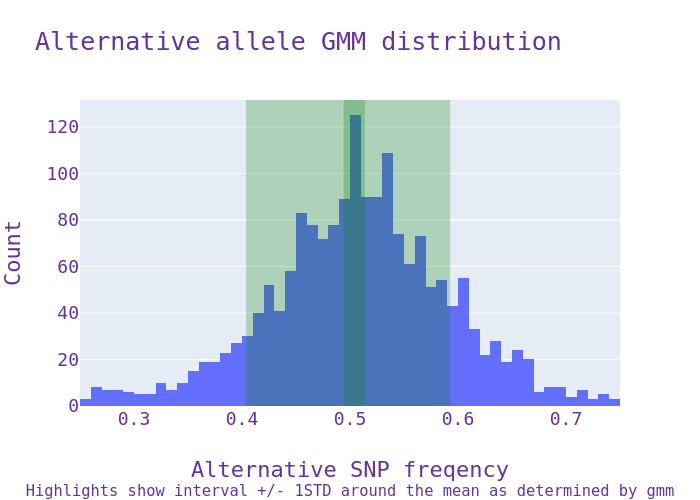 Alternative allele GMM distribution
Count
120
100
80
60
40
20
0
0.3 0.4 0.5 0.6 0.7
Alternative SNP freqency
Highlights show interval +/- 1STD around the mean as determined by gmm